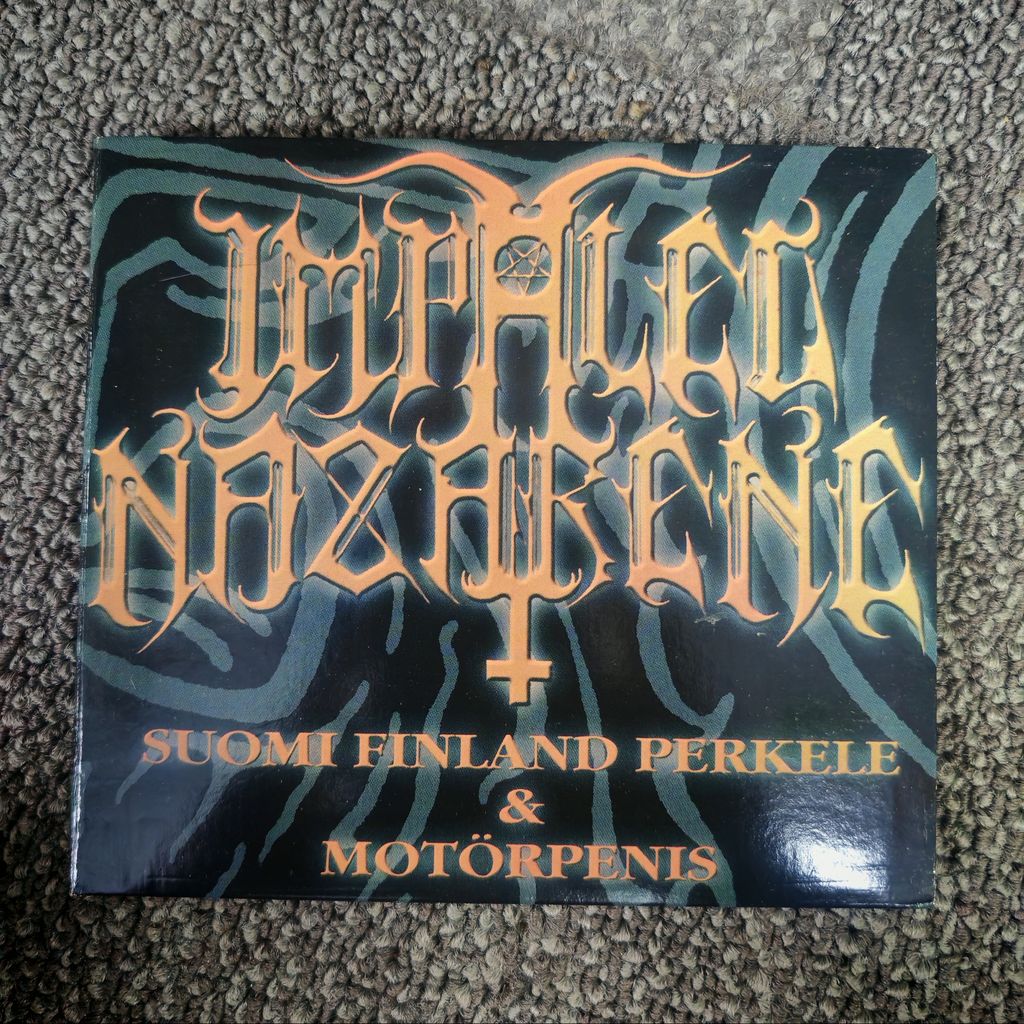 IMPALED
NAZARENE
SUOMI FINLAND PERKELE
&
MOTÖRPENIS